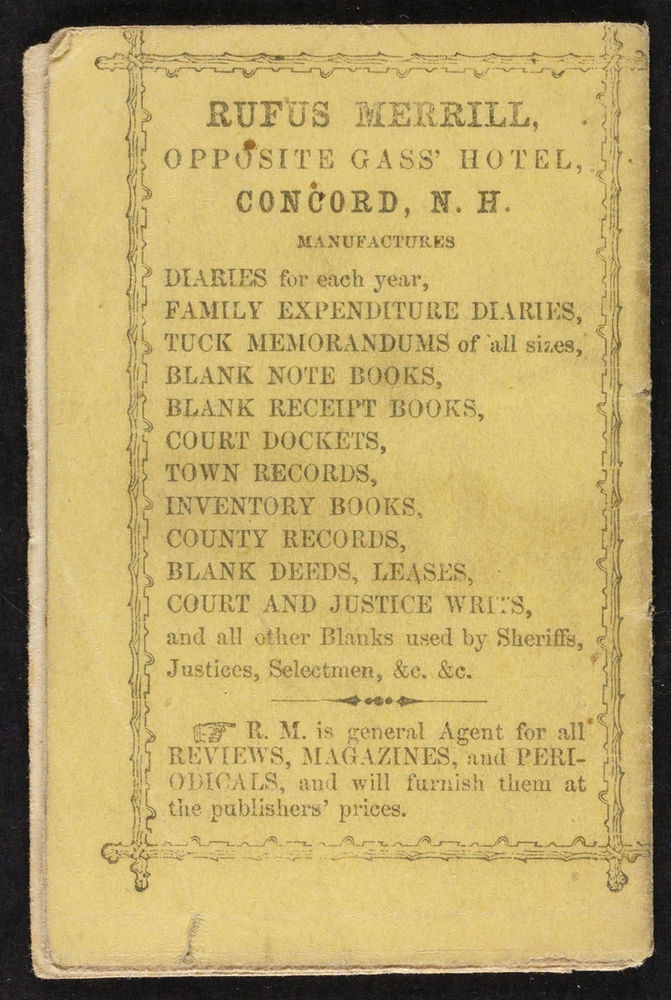 RUFUS MERRILL,
OPPOSITE GASS' HOTEL,
CONCORD, N. H.
MANUFACTURES
DIARIES for each year,
FAMILY EXPENDITURE DIARIES,
TUCK MEMORANDUMS of all sizes,
BLANK NOTE BOOKS,
BLANK RECEIPT BOOKS,
COURT DOCKETS,
TOWN RECORDS,
INVENTORY BOOKS,
COUNTY RECORDS,
BLANK DEEDS, LEASES,
COURT AND JUSTICE WRITS,
and all other Blanks used by Sheriffs,
Justices, Selectmen, &c. &c.
☞ R. M. is general Agent for all
REVIEWS, MAGAZINES, and PERI-
ODICALS, and will furnish them at
the publishers' prices.